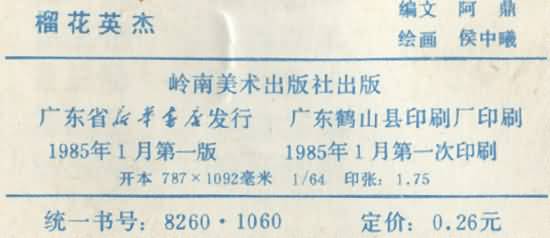 榴花英杰
编文 阿鼎
绘画 侯中曦
岭南美术出版社出版
广东省新华书店发行 广东鹤山县印刷厂印刷
1985年1月第一版 1985年1月第一次印刷
开本 787×1092毫米 1/64 印张：1.75
统一书号：8260·1060 定价：0.26元